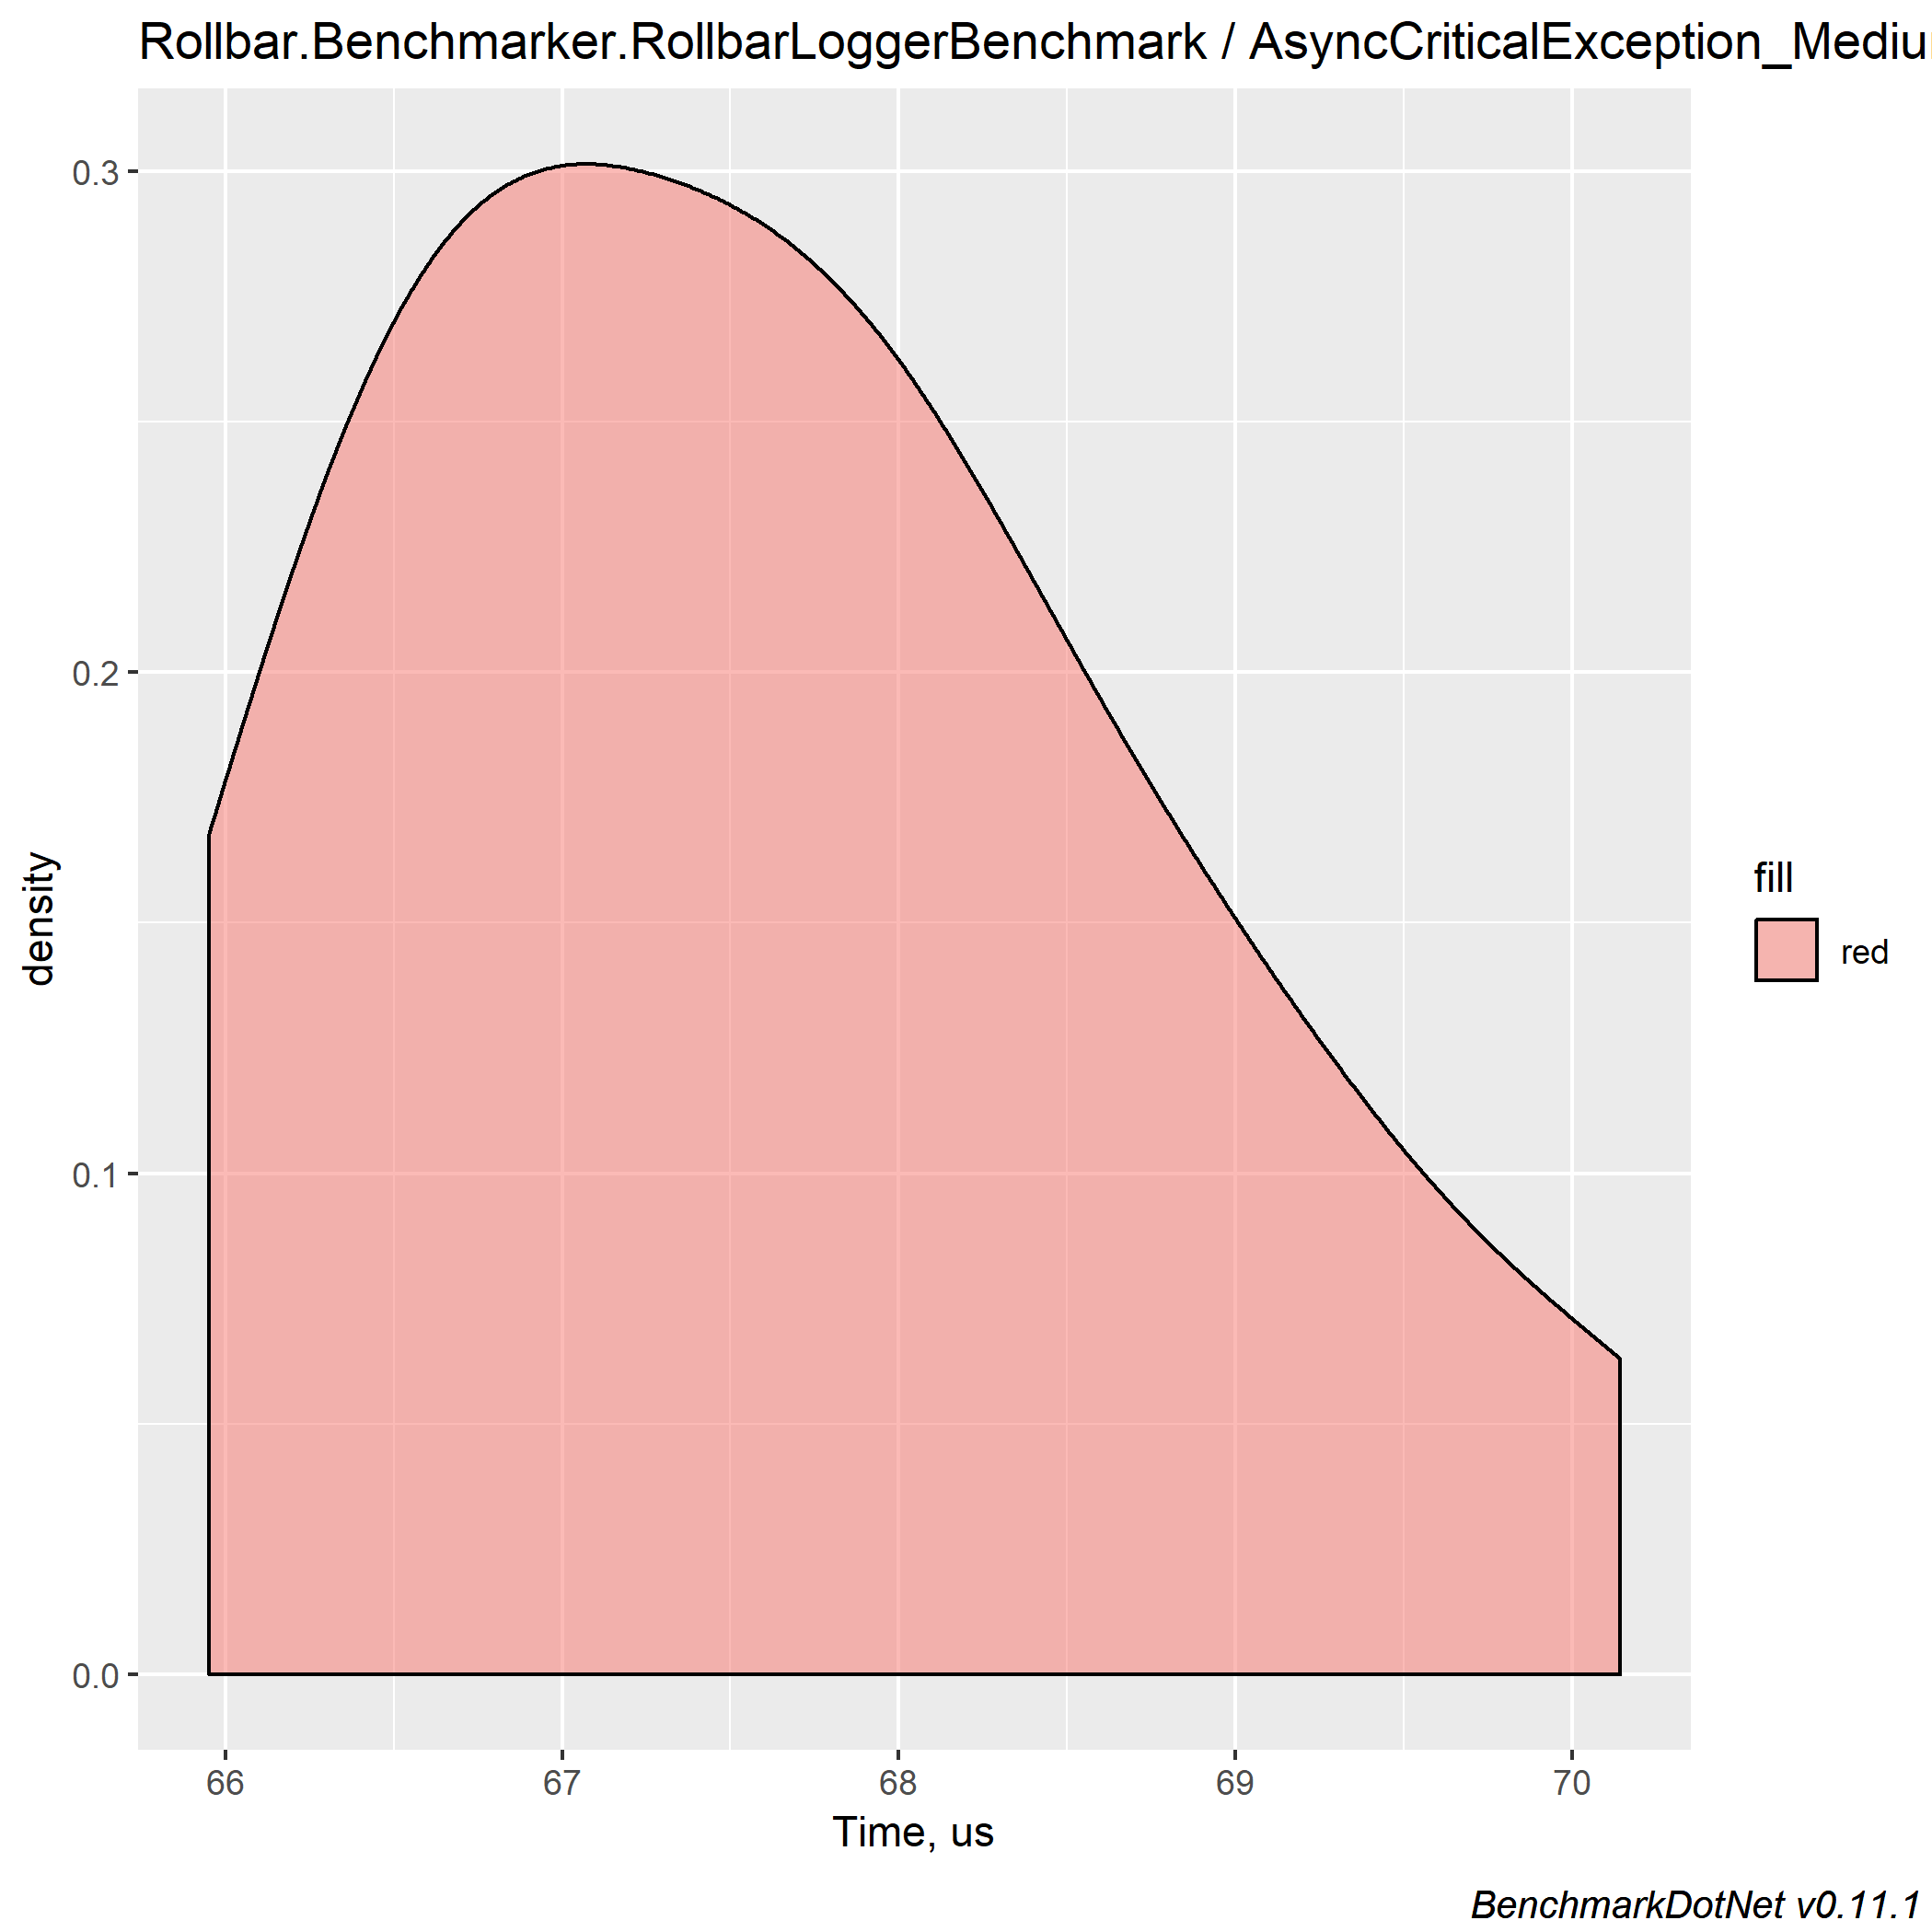 Rollbar.Benchmarker.RollbarLoggerBenchmark / AsyncCriticalException_Mediu
0.3
0.2
0.1
0.0
density
66 67 68 69 70
Time, us
fill
red
BenchmarkDotNet v0.11.1